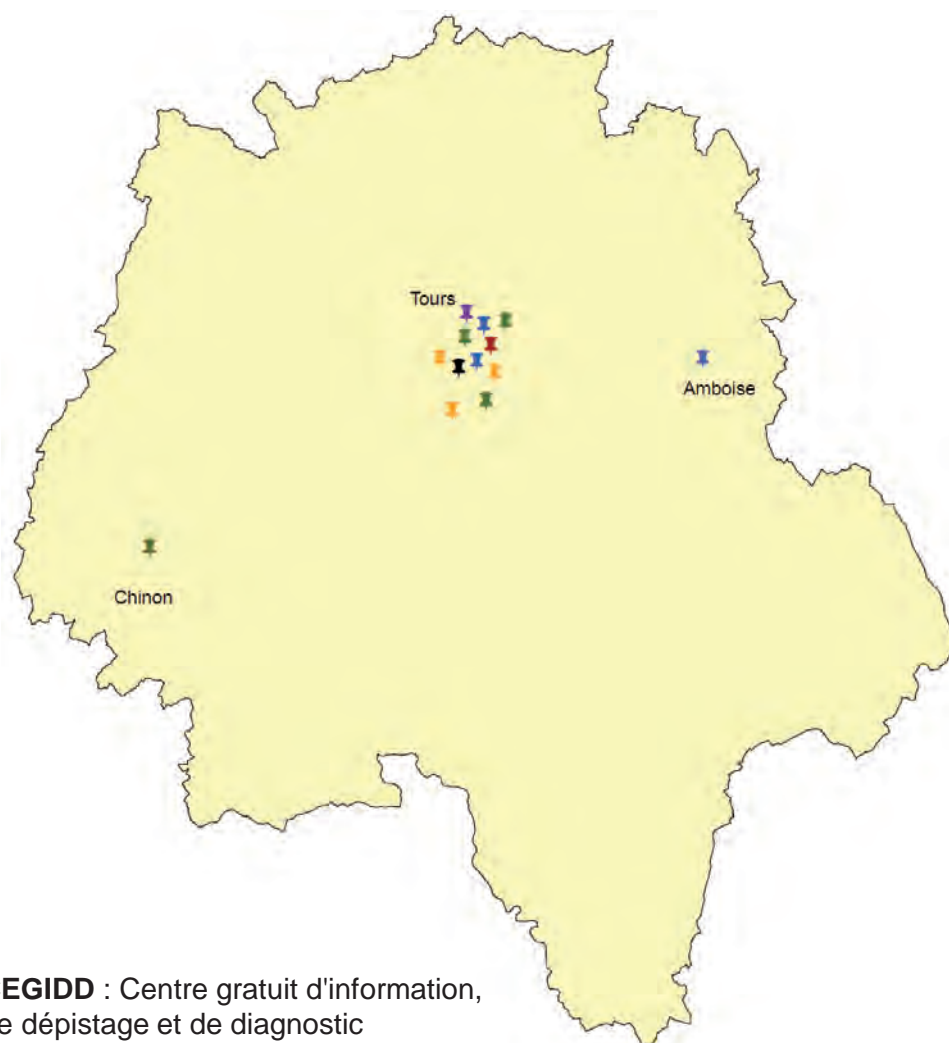 Tours
Amboise
Chinon
EGIDD : Centre gratuit d'information,
e dépistage et de diagnostic